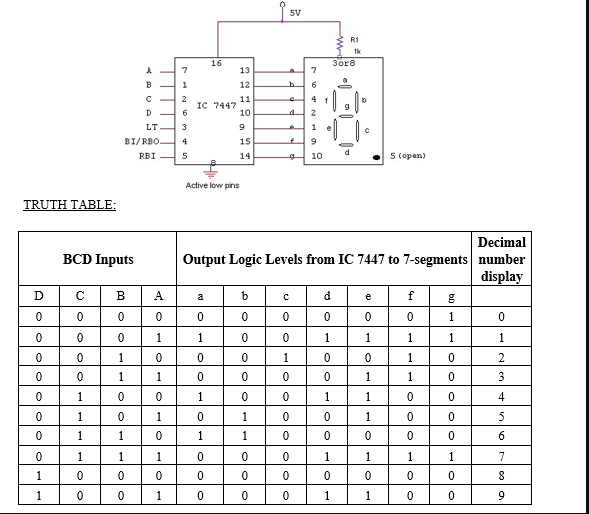 5V
R1
1k
16
3or8
A 7 13 a 7
B 1 12 b 6
C 2 11 c 4
IC 7447
D 6 10 d 2
LT 3 9 e 1
BI/RBO 4 15 f 9
RBI 5 14 g 10
a
f g b
e c
d
5 (open)
8
Active low pins
TRUTH TABLE:
BCD Inputs
Output Logic Levels from IC 7447 to 7-segments
Decimal
number
display
D C B A a b c d e f g
0 0 0 0 0 0 0 0 0 0 1 0
0 0 0 1 1 0 0 1 1 1 1 1
0 0 1 0 0 0 1 0 0 1 0 2
0 0 1 1 0 0 0 0 1 1 0 3
0 1 0 0 1 0 0 1 1 0 0 4
0 1 0 1 0 1 0 0 1 0 0 5
0 1 1 0 1 1 0 0 0 0 0 6
0 1 1 1 0 0 0 1 1 1 1 7
1 0 0 0 0 0 0 0 0 0 0 8
1 0 0 1 0 0 0 1 1 0 0 9